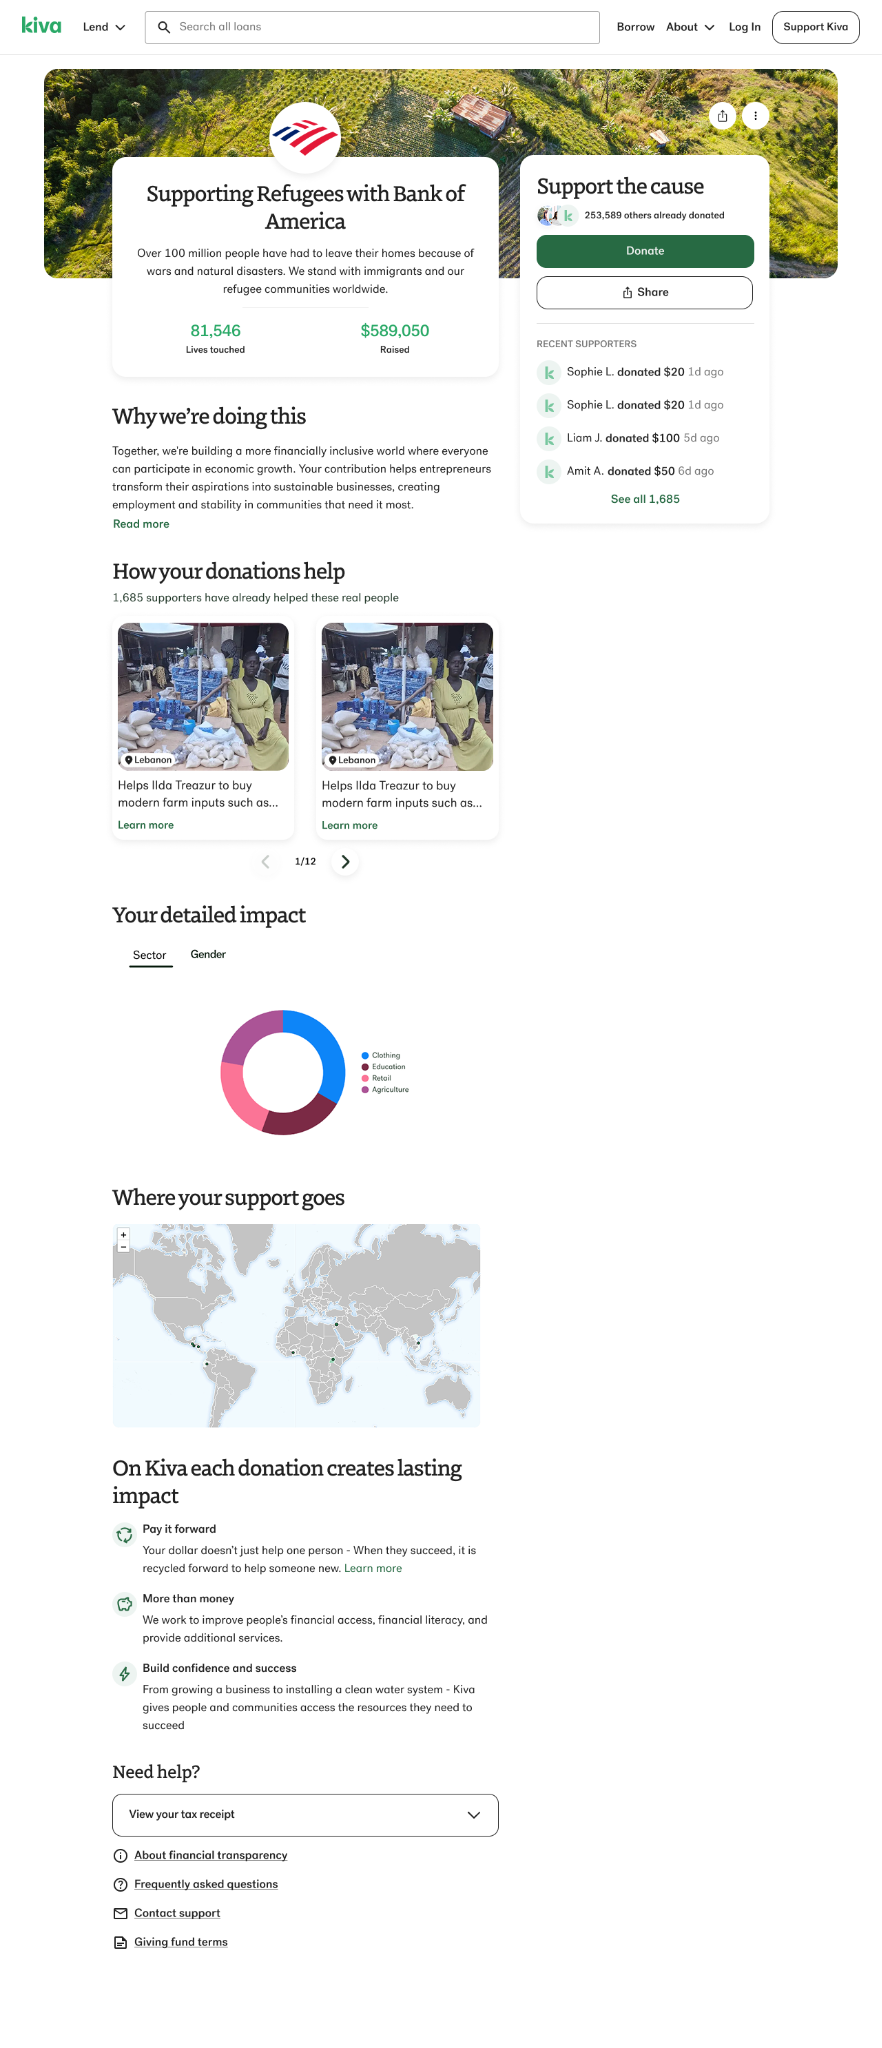 kiva
Lend
Search all loans
Borrow
About
Log In
Support Kiva
Supporting Refugees with Bank of
America
Over 100 million people have had to leave their homes because of
wars and natural disasters. We stand with immigrants and our
refugee communities worldwide.
81,546
Lives touched
$589,050
Raised
Support the cause
253,589 others already donated
Donate
Share
RECENT SUPPORTERS
Sophie L. donated $20 1d ago
Sophie L. donated $20 1d ago
Liam J. donated $100 5d ago
Amit A. donated $50 6d ago
See all 1,685
Why we're doing this
Together, we're building a more financially inclusive world where everyone
can participate in economic growth. Your contribution helps entrepreneurs
transform their aspirations into sustainable businesses, creating
employment and stability in communities that need it most.
Read more
How your donations help
1,685 supporters have already helped these real people
Lebanon
Helps Ilda Treazur to buy
modern farm inputs such as...
Learn more
Lebanon
Helps Ilda Treazur to buy
modern farm inputs such as...
Learn more
1/12
Your detailed impact
Sector
Gender
Clothing
Education
Retail
Agriculture
Where your support goes
+
−
On Kiva each donation creates lasting
impact
Pay it forward
Your dollar doesn't just help one person - When they succeed, it is
recycled forward to help someone new. Learn more
More than money
We work to improve people's financial access, financial literacy, and
provide additional services.
Build confidence and success
From growing a business to installing a clean water system - Kiva
gives people and communities access the resources they need to
succeed
Need help?
View your tax receipt
About financial transparency
Frequently asked questions
Contact support
Giving fund terms